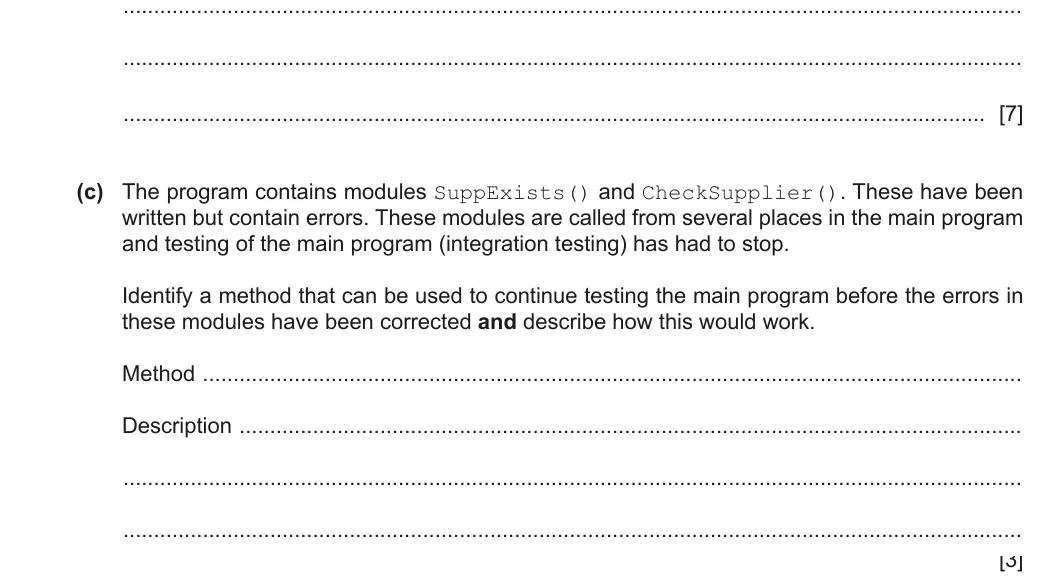 [7]
(c) The program contains modules SuppExists() and CheckSupplier(). These have been
written but contain errors. These modules are called from several places in the main program
and testing of the main program (integration testing) has had to stop.
Identify a method that can be used to continue testing the main program before the errors in
these modules have been corrected and describe how this would work.
Method ........................................................................................................................................
Description ..................................................................................................................................
[3]